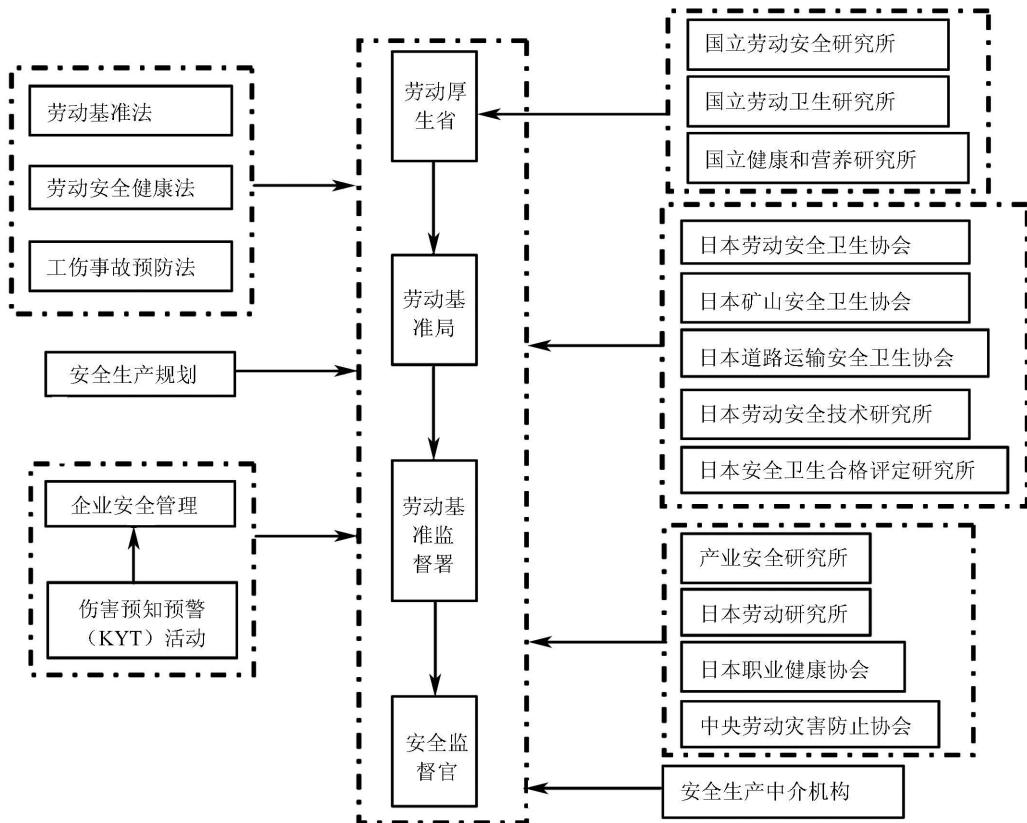 劳动基准法
劳动安全健康法
工伤事故预防法
安全生产规划
企业安全管理
伤害预知预警
（KYT）活动
劳动厚
生省
劳动基
准局
劳动基
准监
督署
安全监
督官
国立劳动安全研究所
国立劳动卫生研究所
国立健康和营养研究所
日本劳动安全卫生协会
日本矿山安全卫生协会
日本道路运输安全卫生协会
日本劳动安全技术研究所
日本安全卫生合格评定研究所
产业安全研究所
日本劳动研究所
日本职业健康协会
中央劳动灾害防止协会
安全生产中介机构